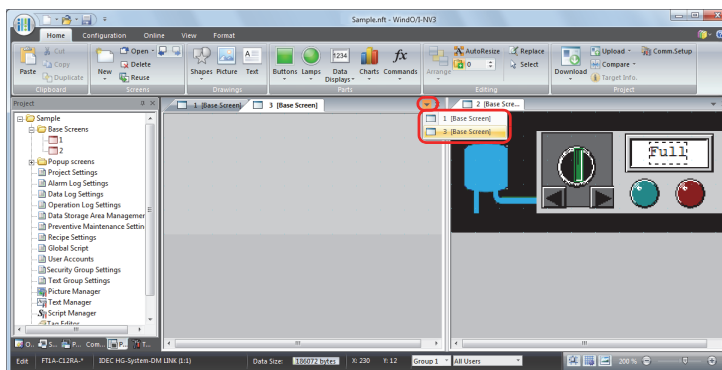 Sample.nft - WindO/I-NV3
Home Configuration Online View Format
Cut
Copy
Duplicate
Paste
Clipboard
New
Open
Delete
Reuse
Screens
Shapes Picture Text
Drawings
Buttons Lamps Data Displays Charts Commands
1234
fx
Parts
Arrange
AutoResize
0
Replace
Select
Editing
Download
Upload
Compare
Target Info.
Comm.Setup
Project
Project
1 [Base Screen]
3 [Base Screen]
2 [Base Scre...
1 [Base Screen]
3 [Base Screen]
Sample
Base Screens
1
2
Popup screens
Project Settings
Alarm Log Settings
Data Log Settings
Operation Log Settings
Data Storage Area Managemer
Preventive Maintenance Settin
Recipe Settings
Global Script
User Accounts
Security Group Settings
Text Group Settings
Picture Manager
Text Manager
Script Manager
Tag Editor
Full
O... S... P... Com... P... T...
Edit FT1A-C12RA-* IDEC HG-System-DM LINK (1:1) Data Size: 186072 bytes X: 230 Y: 12 Group 1 All Users 200 %